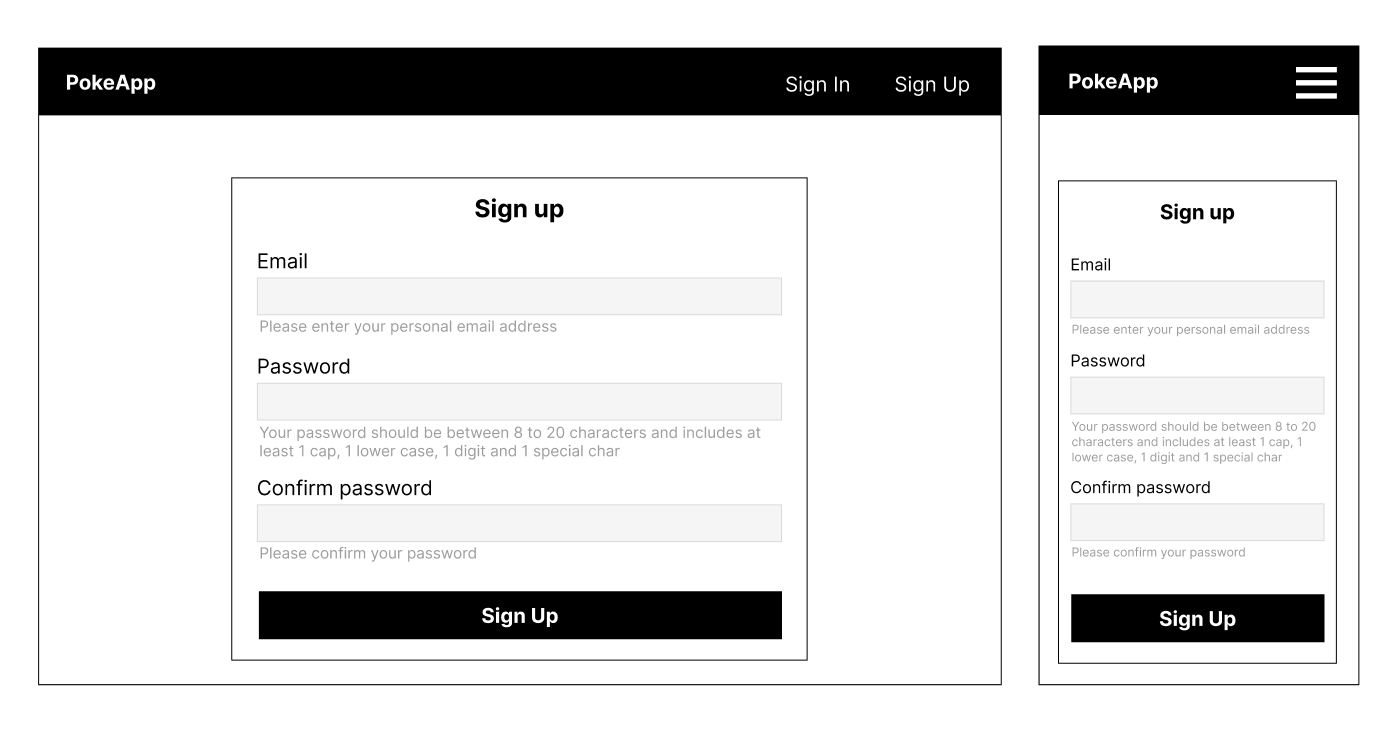 PokeApp
Sign In
Sign Up
Sign up
Email
Please enter your personal email address
Password
Your password should be between 8 to 20 characters and includes at
least 1 cap, 1 lower case, 1 digit and 1 special char
Confirm password
Please confirm your password
Sign Up
PokeApp
Sign up
Email
Please enter your personal email address
Password
Your password should be between 8 to 20
characters and includes at least 1 cap, 1
lower case, 1 digit and 1 special char
Confirm password
Please confirm your password
Sign Up